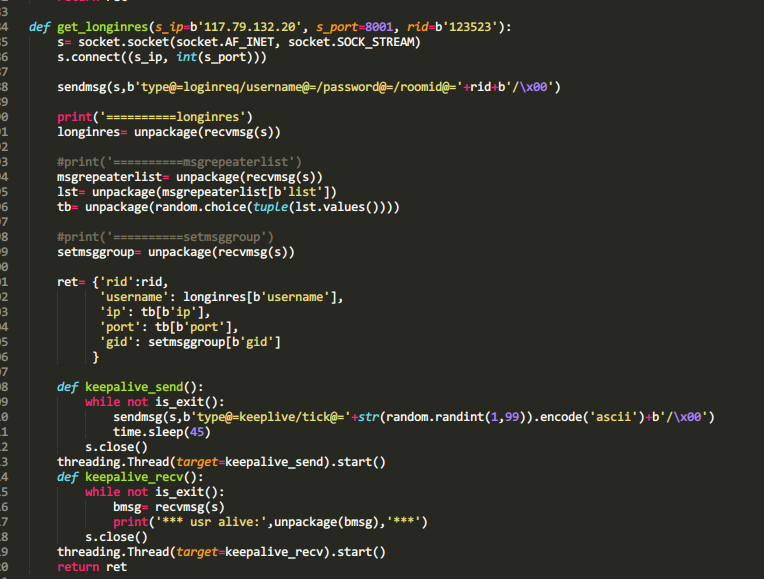 return ret
83
84 def get_longinres(s_ip=b'117.79.132.20', s_port=8001, rid=b'123523'):
s= socket.socket(socket.AF_INET, socket.SOCK_STREAM)
s.connect((s_ip, int(s_port)))
sendmsg(s,b'type@=loginreq/username@=/password@=/roomid@='+rid+b'/\x00')
print('==========longinres')
longinres= unpackage(recvmsg(s))
#print('==========msgrepeaterlist')
msgrepeaterlist= unpackage(recvmsg(s))
lst= unpackage(msgrepeaterlist[b'list'])
tb= unpackage(random.choice(tuple(lst.values())))
#print('==========setmsggroup')
setmsggroup= unpackage(recvmsg(s))
ret= {'rid':rid,
'username': longinres[b'username'],
'ip': tb[b'ip'],
'port': tb[b'port'],
'gid': setmsggroup[b'gid']
}
def keepalive_send():
while not is_exit():
sendmsg(s,b'type@=keeplive/tick@='+str(random.randint(1,99)).encode('ascii')+b'/\x00')
time.sleep(45)
s.close()
threading.Thread(target=keepalive_send).start()
def keepalive_recv():
while not is_exit():
bmsg= recvmsg(s)
print('*** usr alive:',unpackage(bmsg),'***')
s.close()
threading.Thread(target=keepalive_recv).start()
return ret